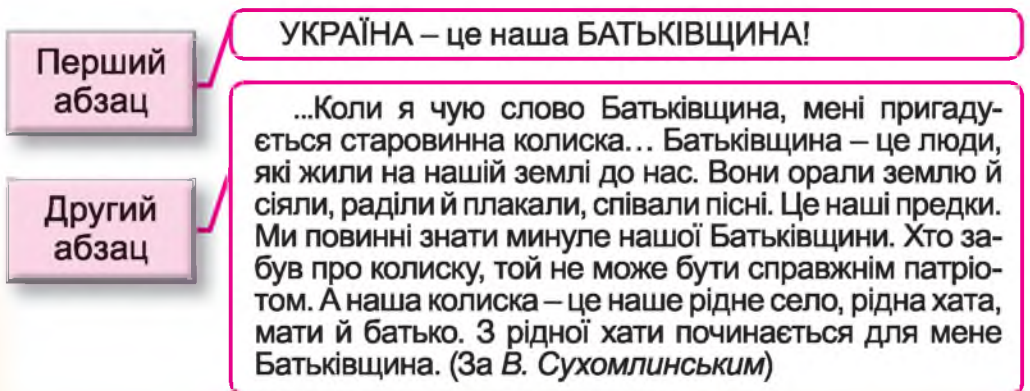 Перший
абзац
УКРАЇНА – це наша БАТЬКІВЩИНА!
Другий
абзац
...Коли я чую слово Батьківщина, мені пригаду-
ється старовинна колиска… Батьківщина – це люди,
які жили на нашій землі до нас. Вони орали землю й
сіяли, раділи й плакали, співали пісні. Це наші предки.
Ми повинні знати минуле нашої Батьківщини. Хто за-
був про колиску, той не може бути справжнім патріо-
том. А наша колиска – це наше рідне село, рідна хата,
мати й батько. З рідної хати починається для мене
Батьківщина. (За В. Сухомлинським)